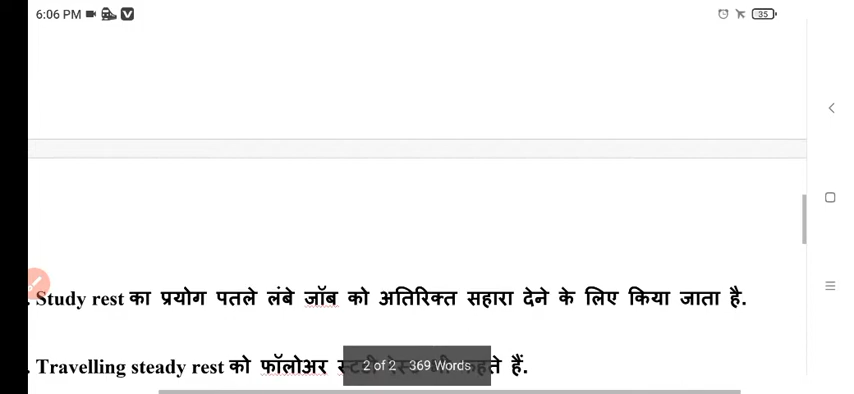 6:06 PM
35
. Study rest का प्रयोग पतले लंबे जॉब को अतिरिक्त सहारा देने के लिए किया जाता है.
. Travelling steady rest को फॉलोअर कहते हैं.
2 of 2 369 Words